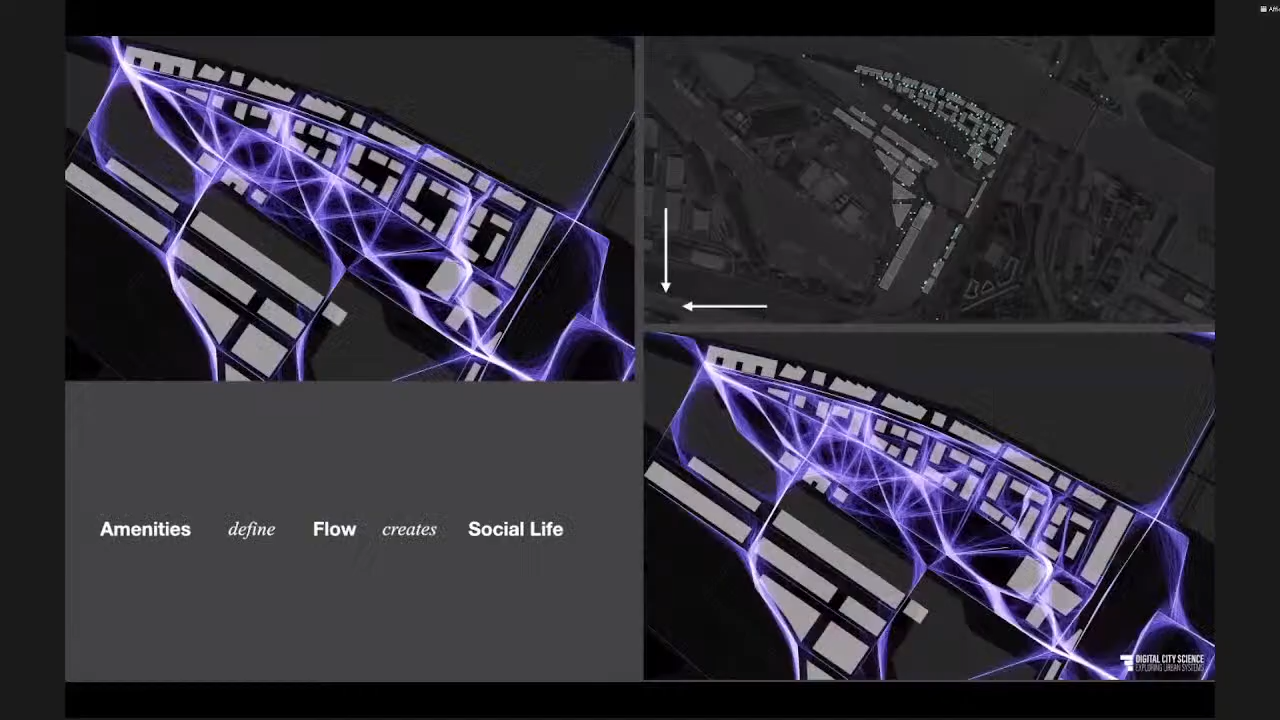 Amenities define Flow creates Social Life
DIGITAL CITY SCIENCE
EXPLORING URBAN SYSTEMS